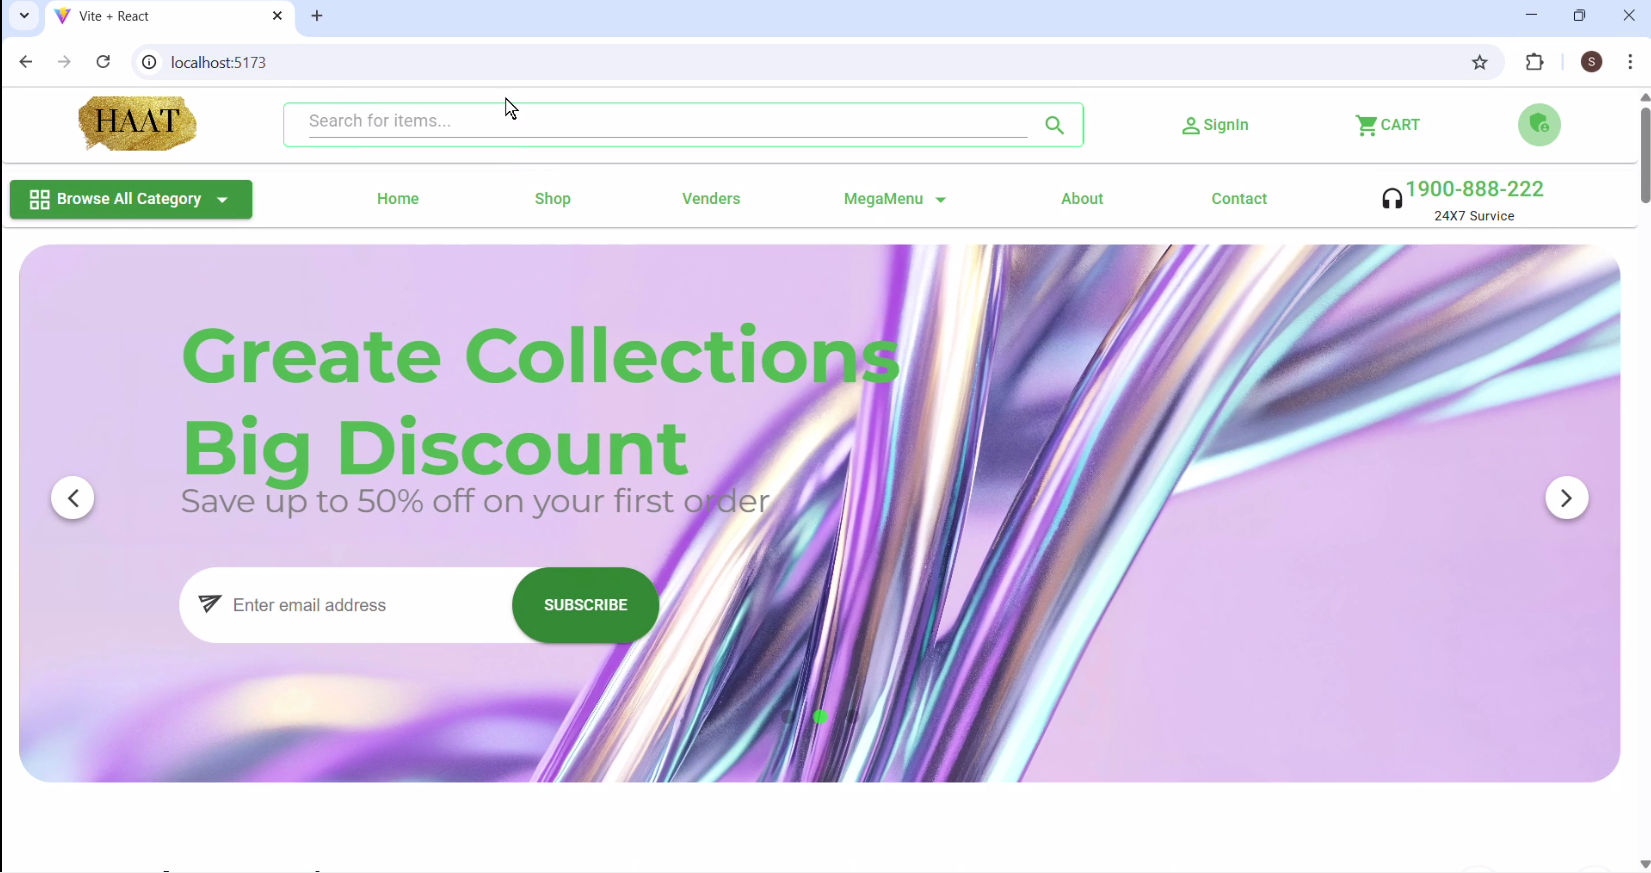 Vite + React
localhost:5173
S
HAAT
Search for items...
SignIn
CART
Browse All Category
Home
Shop
Venders
MegaMenu
About
Contact
1900-888-222
24X7 Survice
Greate Collections
Big Discount
Save up to 50% off on your first order
Enter email address
SUBSCRIBE